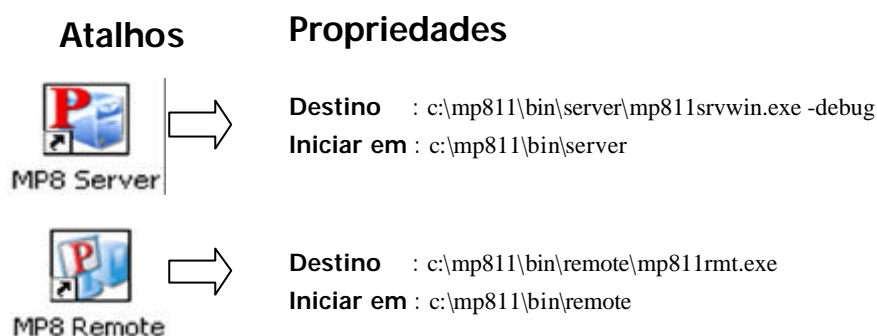 Atalhos Propriedades
Destino : c:\mp811\bin\server\mp811srvwin.exe -debug
Iniciar em : c:\mp811\bin\server
MP8 Server
Destino : c:\mp811\bin\remote\mp811rmt.exe
Iniciar em : c:\mp811\bin\remote
MP8 Remote